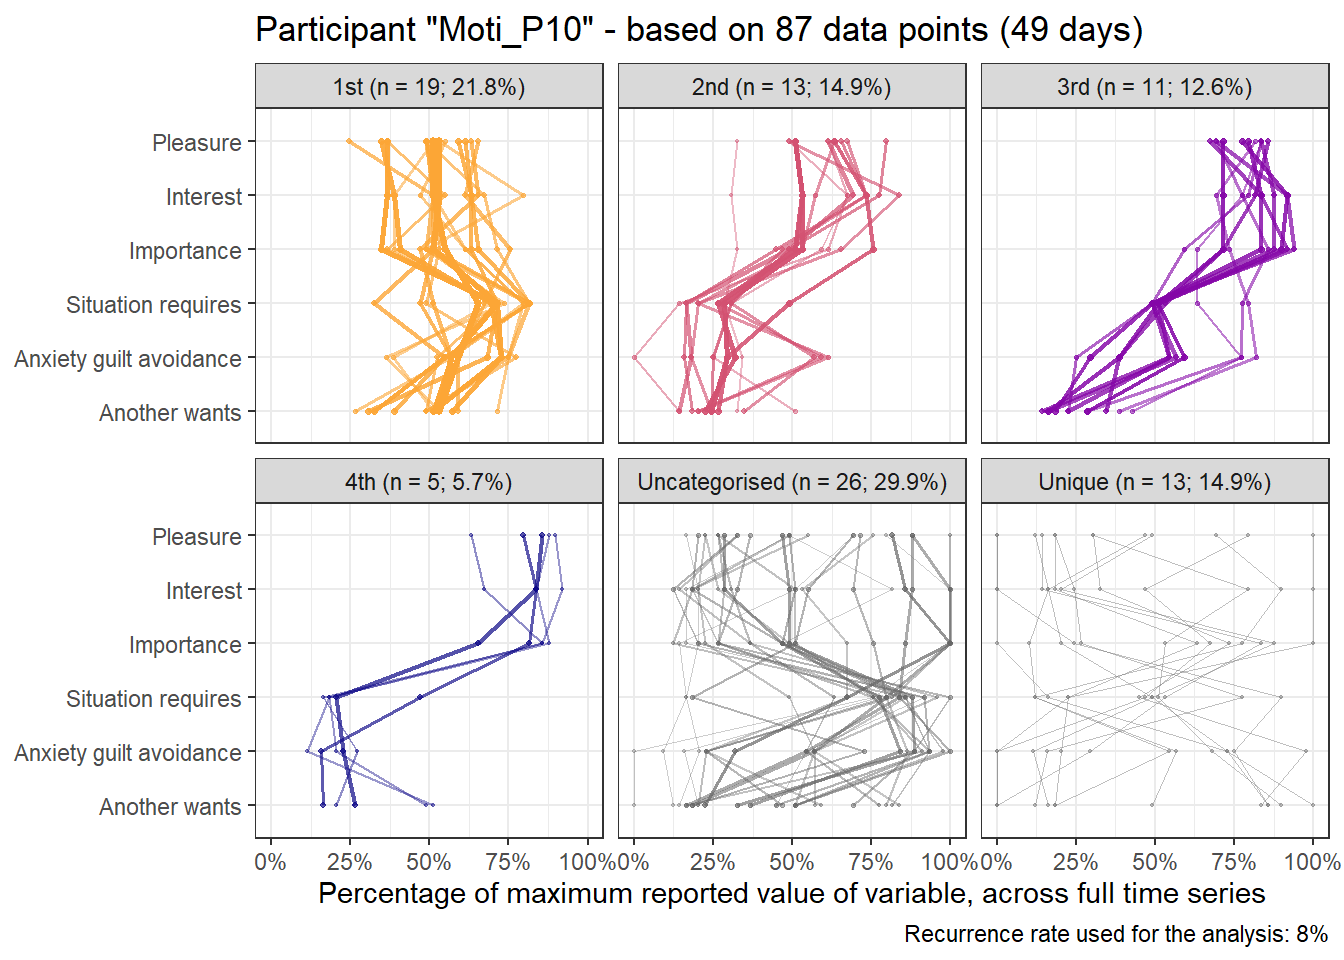 Participant "Moti_P10" - based on 87 data points (49 days)
1st (n = 19; 21.8%)
2nd (n = 13; 14.9%)
3rd (n = 11; 12.6%)
Pleasure
Interest
Importance
Situation requires
Anxiety guilt avoidance
Another wants
4th (n = 5; 5.7%)
Uncategorised (n = 26; 29.9%)
Unique (n = 13; 14.9%)
Pleasure
Interest
Importance
Situation requires
Anxiety guilt avoidance
Another wants
0% 25% 50% 75% 100%
0% 25% 50% 75% 100%
0% 25% 50% 75% 100%
Percentage of maximum reported value of variable, across full time series
Recurrence rate used for the analysis: 8%